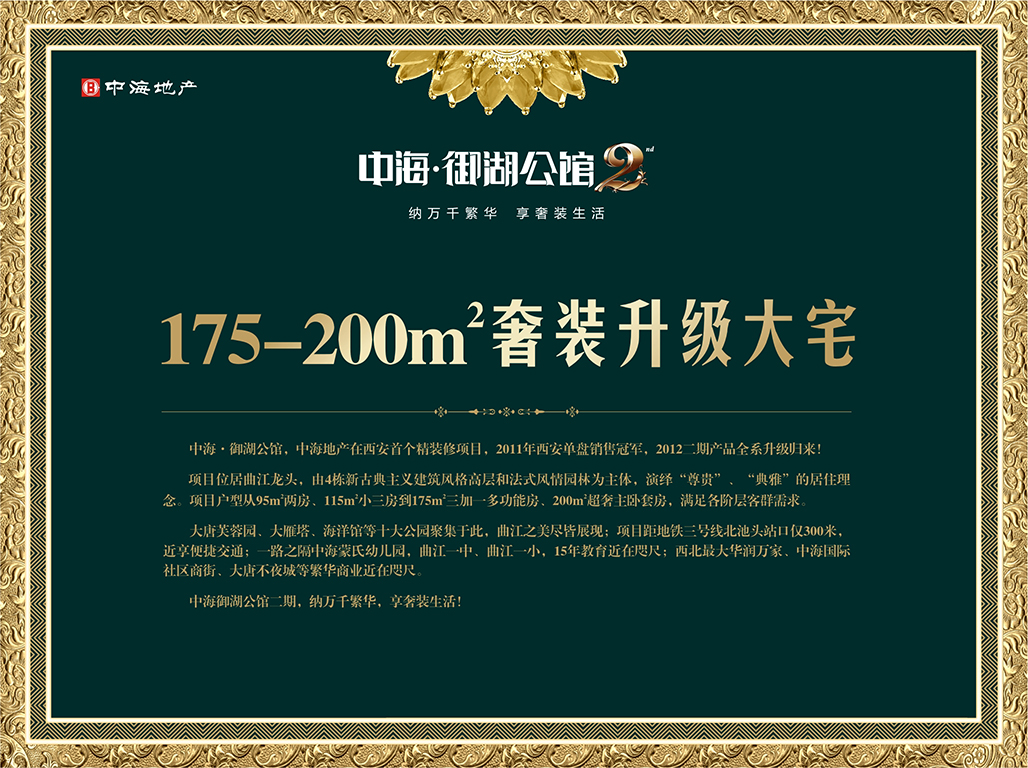 中海地产
中海·御湖公馆2nd
纳万千繁华 享奢装生活
175-200m²奢装升级大宅
中海·御湖公馆，中海地产在西安首个精装修项目，2011年西安单盘销售冠军，2012二期产品全系升级归来！
项目位居曲江龙头，由4栋新古典主义建筑风格高层和法式风情园林为主体，演绎“尊贵”、“典雅”的居住理
念。项目户型从95m²两房、115m²小三房到175m²三加一多功能房、200m²超奢主卧套房，满足各阶层客群需求。
大唐芙蓉园、大雁塔、海洋馆等十大公园聚集于此，曲江之美尽皆展现；项目距地铁三号线北池头站口仅300米，
近享便捷交通；一路之隔中海蒙氏幼儿园，曲江一中、曲江一小，15年教育近在咫尺；西北最大华润万家、中海国际
社区商街、大唐不夜城等繁华商业近在咫尺。
中海御湖公馆二期，纳万千繁华，享奢装生活！